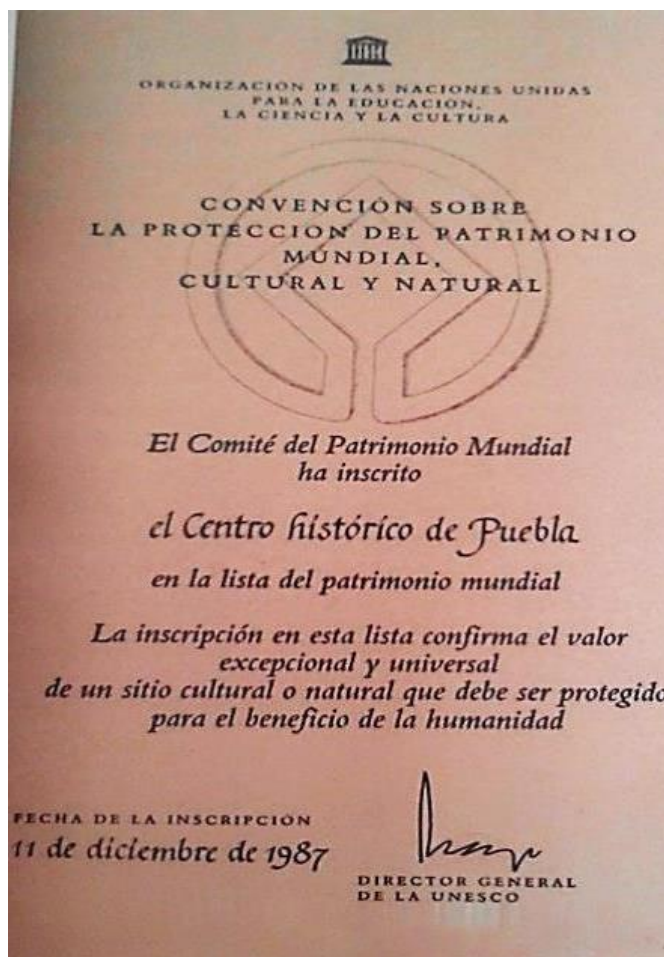 ORGANIZACIÓN DE LAS NACIONES UNIDAS
PARA LA EDUCACIÓN,
LA CIENCIA Y LA CULTURA
CONVENCIÓN SOBRE
LA PROTECCION DEL PATRIMONIO
MUNDIAL,
CULTURAL Y NATURAL
El Comité del Patrimonio Mundial
ha inscrito
el Centro histórico de Puebla
en la lista del patrimonio mundial
La inscripción en esta lista confirma el valor
excepcional y universal
de un sitio cultural o natural que debe ser protegido
para el beneficio de la humanidad
FECHA DE LA INSCRIPCIÓN
11 de diciembre de 1987
DIRECTOR GENERAL
DE LA UNESCO